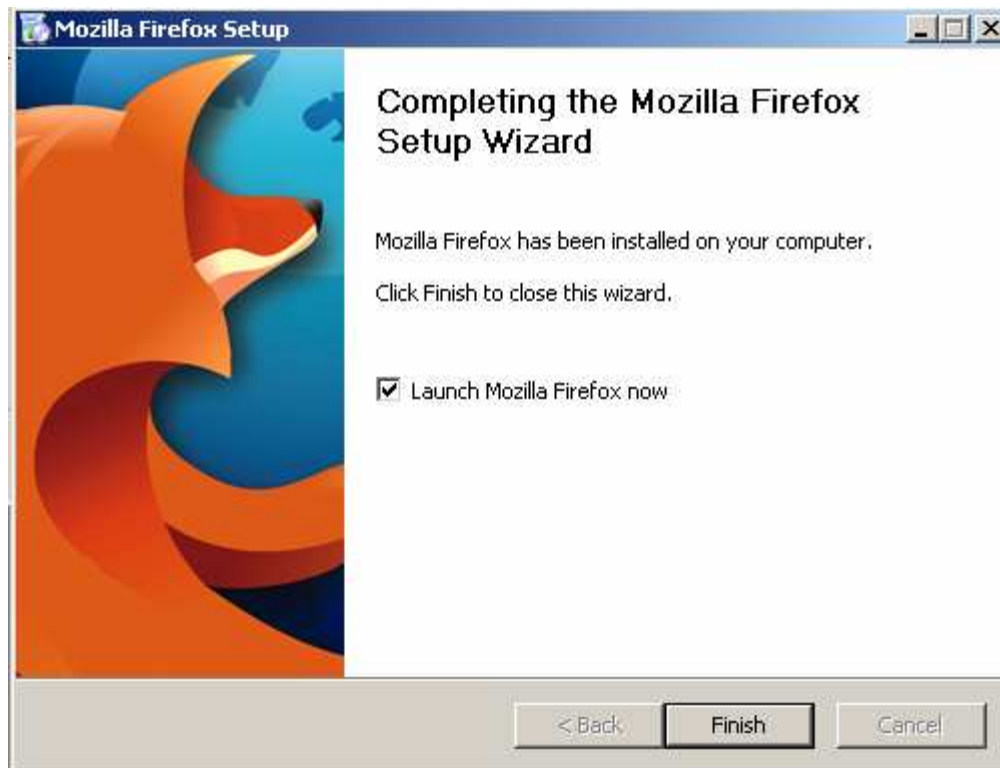 Mozilla Firefox Setup
Completing the Mozilla Firefox
Setup Wizard
Mozilla Firefox has been installed on your computer.
Click Finish to close this wizard.
Launch Mozilla Firefox now
< Back
Finish
Cancel